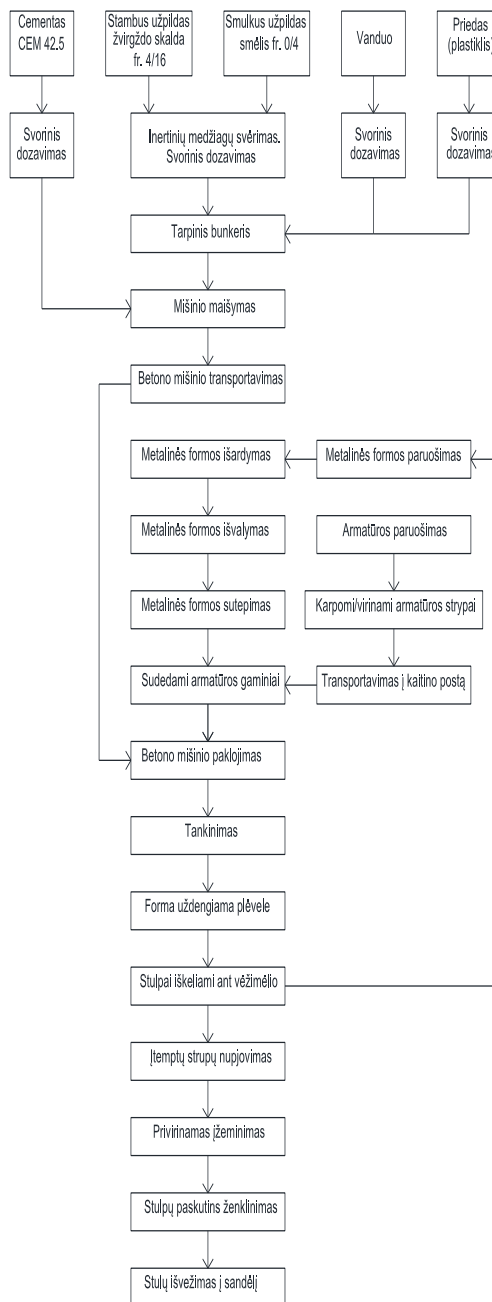 Cementas
CEM 42.5
Stambus užpildas
žvirgždo skalda
fr. 4/16
Smulkus užpildas
smėlis fr. 0/4
Vanduo
Priedas
(plastiklis)
Svorinis
dozavimas
Inertinių medžiagų svėrimas.
Svorinis dozavimas
Svorinis
dozavimas
Svorinis
dozavimas
Tarpinis bunkeris
Mišinio maišymas
Betono mišinio transportavimas
Metalinės formos išardymas
Metalinės formos paruošimas
Metalinės formos išvalymas
Armatūros paruošimas
Metalinės formos sutepimas
Karpomi/virinami armatūros strypai
Sudedami armatūros gaminiai
Transportavimas į kaitino postą
Betono mišinio paklojimas
Tankinimas
Forma uždengiama plėvele
Stulpai iškeliami ant vėžimėlio
Įtemptų strupų nupjovimas
Privirinamas įžeminimas
Stulpų paskutins ženklinimas
Stulų išvežimas į sandėlį